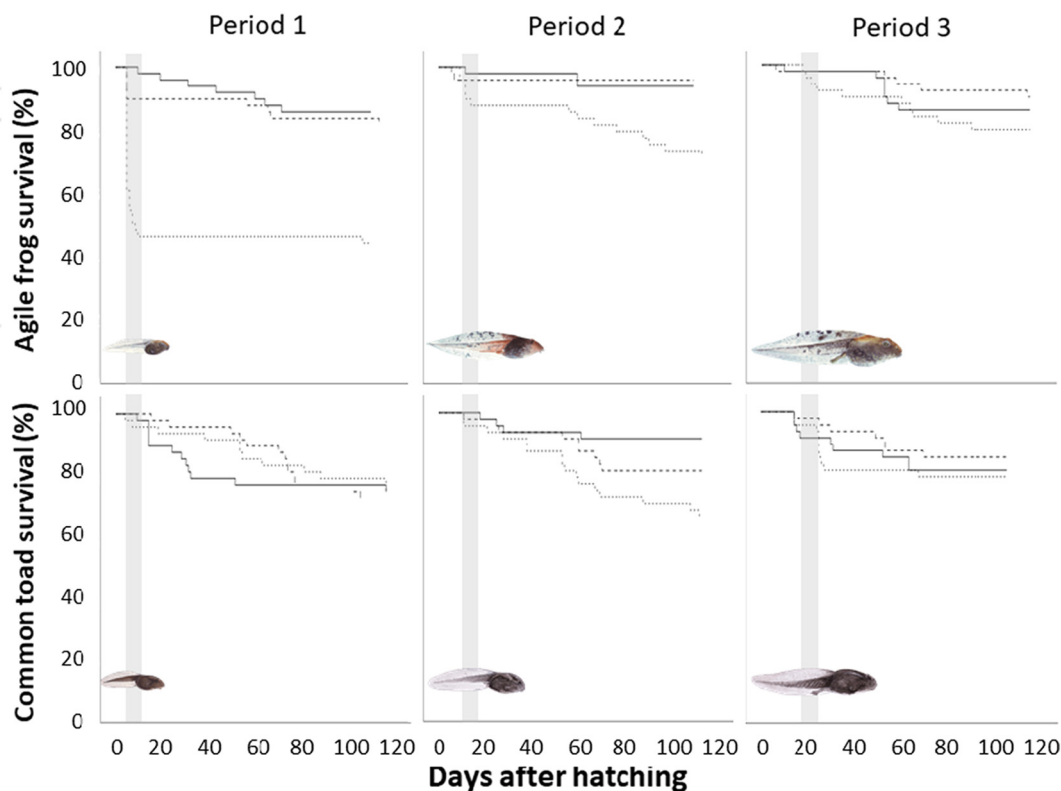 Period 1 Period 2 Period 3
Agile frog survival (%)
100
80
60
40
20
0
Common toad survival (%)
100
80
60
40
20
0
0 20 40 60 80 100 120 0 20 40 60 80 100 120 0 20 40 60 80 100 120
Days after hatching